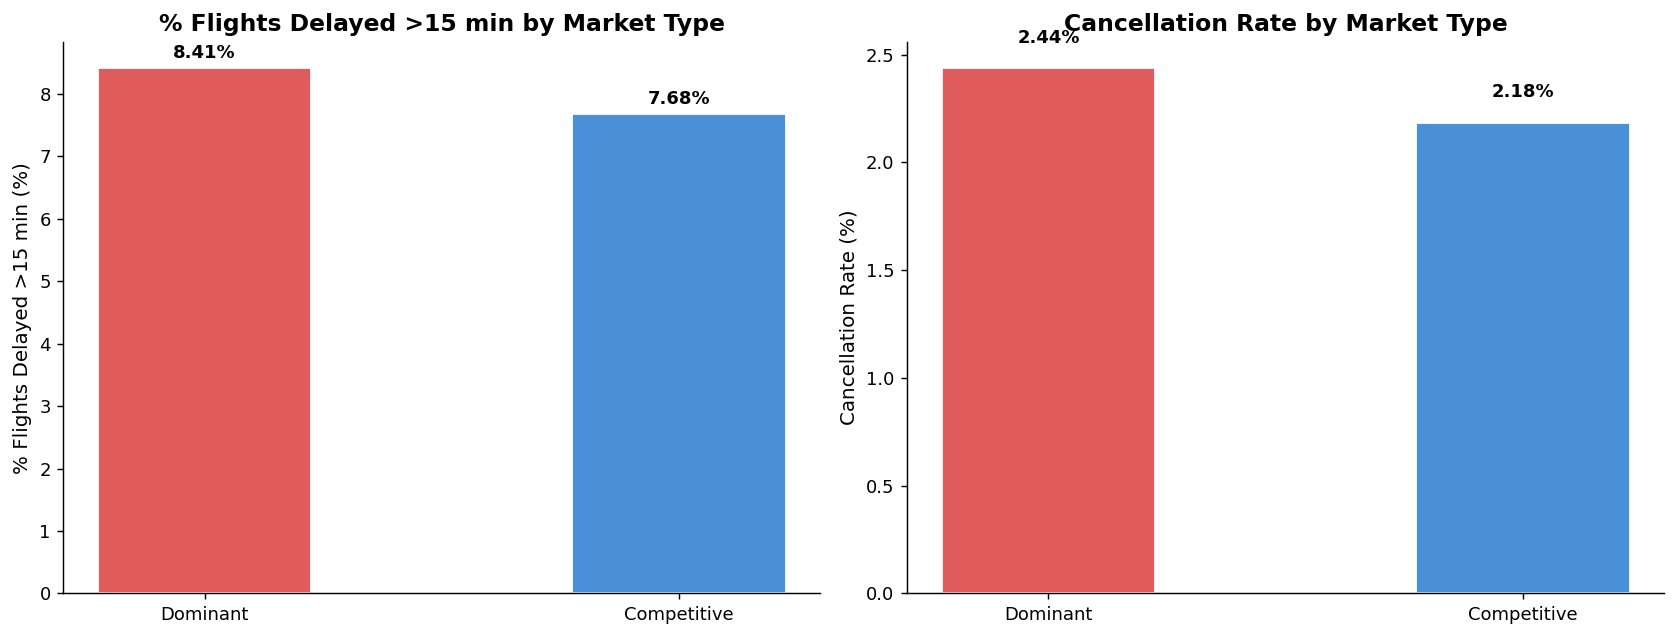 % Flights Delayed >15 min by Market Type
8.41%
7.68%
% Flights Delayed >15 min (%)
8
7
6
5
4
3
2
1
0
Dominant
Competitive
Cancellation Rate by Market Type
2.44%
2.18%
Cancellation Rate (%)
2.5
2.0
1.5
1.0
0.5
0.0
Dominant
Competitive